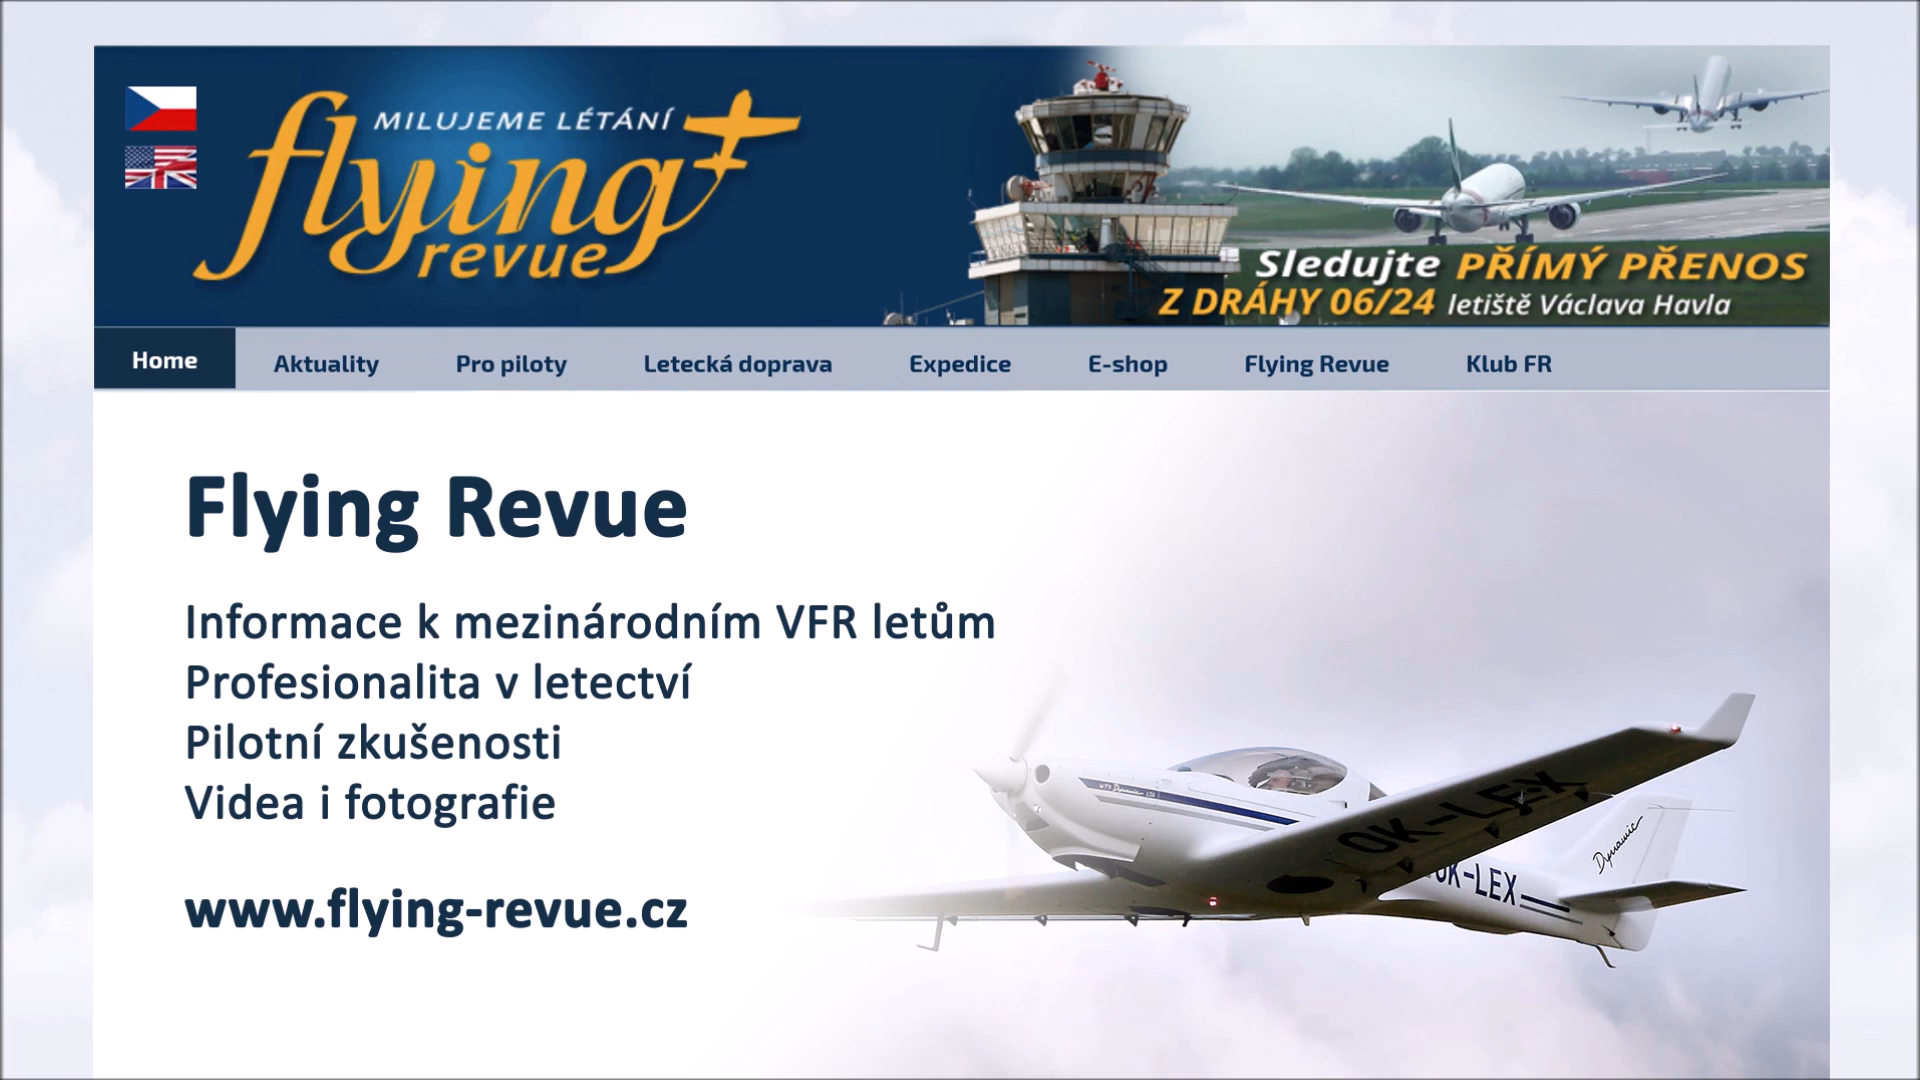 MILUJEME LÉTÁNÍ
flying
revue
Sledujte PŘÍMÝ PŘENOS
Z DRÁHY 06/24 letiště Václava Havla
Home Aktuality Pro piloty Letecká doprava Expedice E-shop Flying Revue Klub FR
Flying Revue
Informace k mezinárodním VFR letům
Profesionalita v letectví
Pilotní zkušenosti
Videa i fotografie
www.flying-revue.cz
OK-LEX
OK-LEX
Dynamic